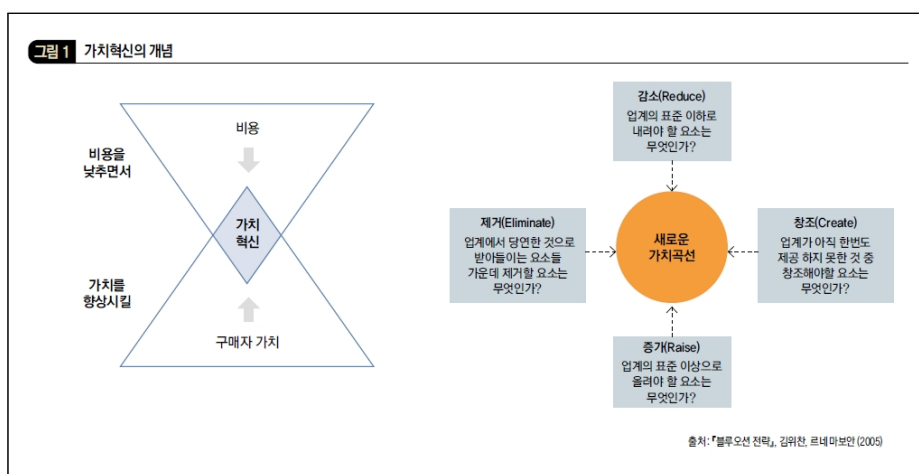 그림 1 가치혁신의 개념
비용
비용을
낮추면서
가치
혁신
가치를
향상시킬
구매자 가치
감소(Reduce)
업계의 표준 이하로
내려야 할 요소는
무엇인가?
제거(Eliminate)
업계에서 당연한 것으로
받아들이는 요소들
가운데 제거할 요소는
무엇인가?
새로운
가치곡선
창조(Create)
업계가 아직 한번도
제공 하지 못한 것 중
창조해야할 요소는
무엇인가?
증가(Raise)
업계의 표준 이상으로
올려야 할 요소는
무엇인가?
출처:『블루오션 전략』, 김위찬, 르네 마보안 (2005)